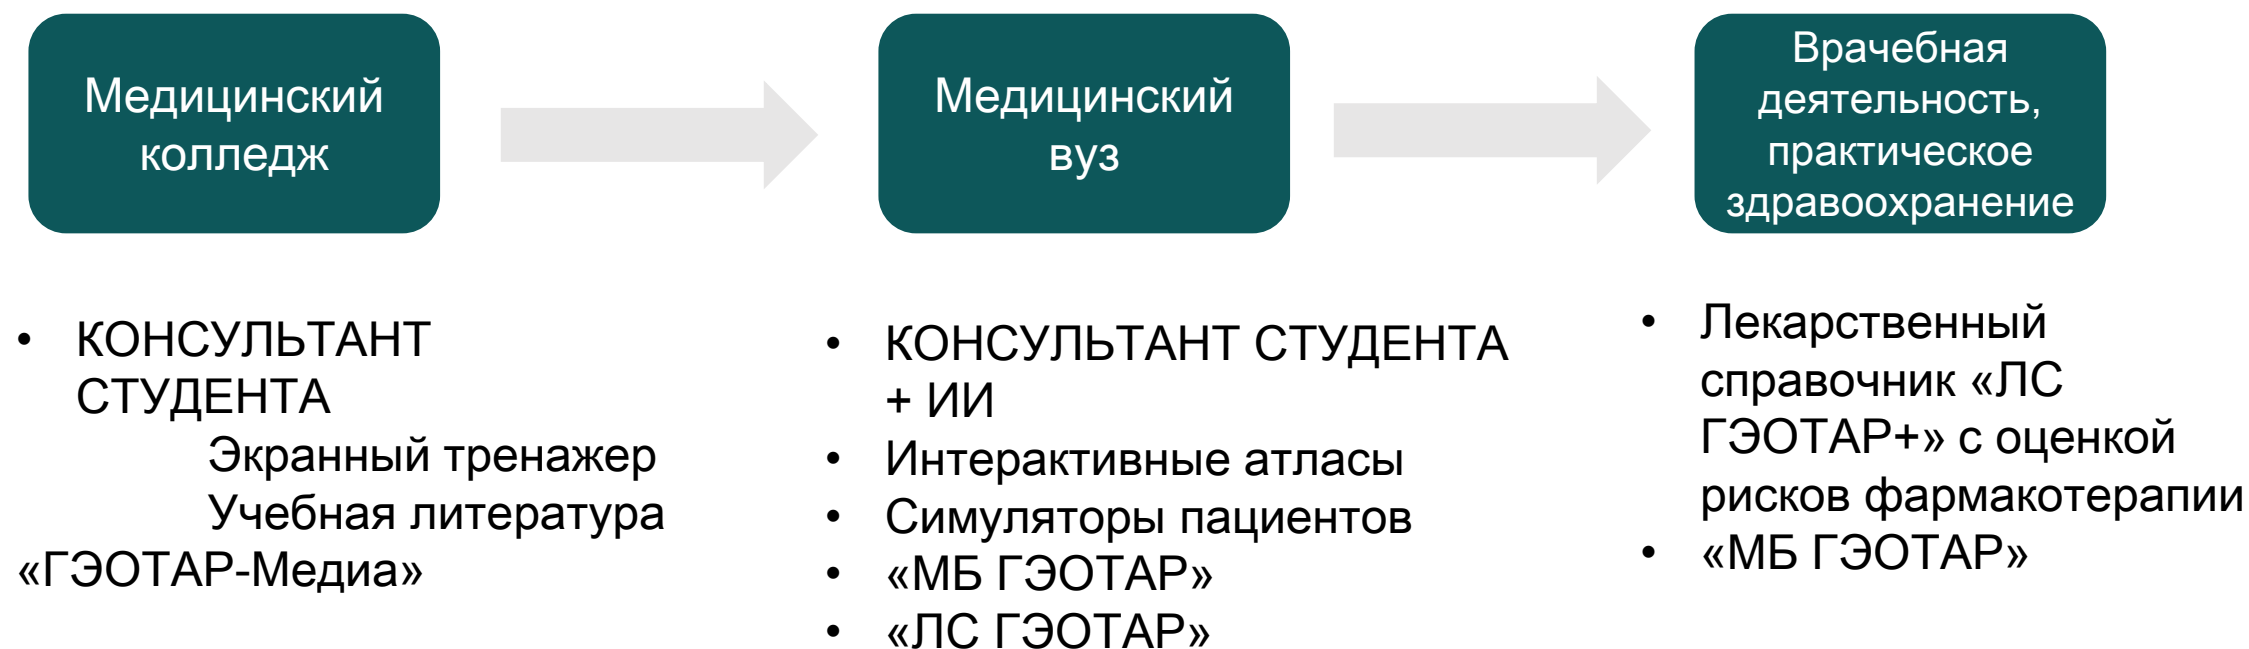 Медицинский
колледж
Медицинский
вуз
Врачебная
деятельность,
практическое
здравоохранение
• КОНСУЛЬТАНТ
СТУДЕНТА
Экранный тренажер
Учебная литература
«ГЭОТАР-Медиа»
• КОНСУЛЬТАНТ СТУДЕНТА
+ ИИ
• Интерактивные атласы
• Симуляторы пациентов
• «МБ ГЭОТАР»
• «ЛС ГЭОТАР»
• Лекарственный
справочник «ЛС
ГЭОТАР+» с оценкой
рисков фармакотерапии
• «МБ ГЭОТАР»